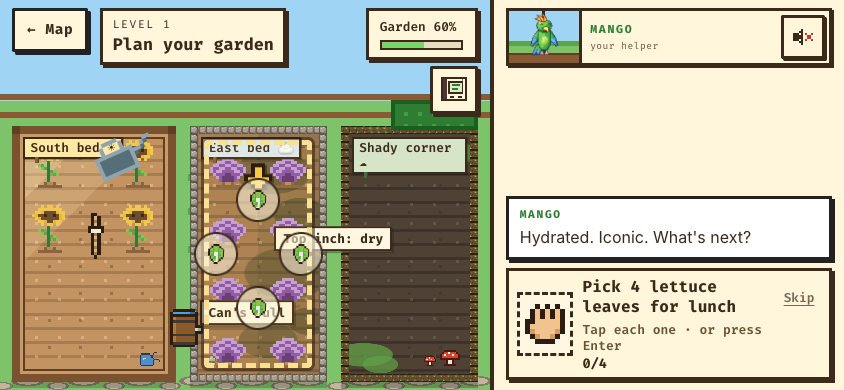 ← Map
LEVEL 1
Plan your garden
Garden 60%
South bed
East bed
Shady corner
Top inch: dry
Can's full
MANGO
your helper
MANGO
Hydrated. Iconic. What's next?
Pick 4 lettuce
leaves for lunch
Skip
Tap each one · or press
Enter
0/4